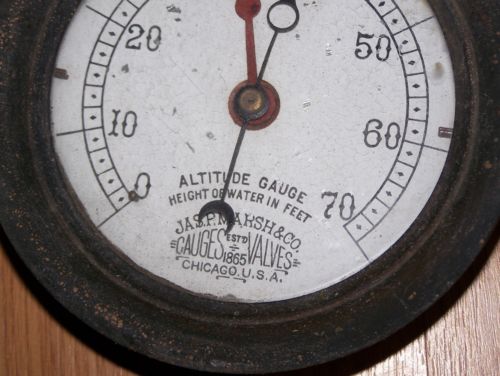 20
50
10
60
0
70
ALTITUDE GAUGE
HEIGHT OF WATER IN FEET
JAS. P. MARSH & CO.
GAUGES EST'D 1865 VALVES
CHICAGO, U.S.A.